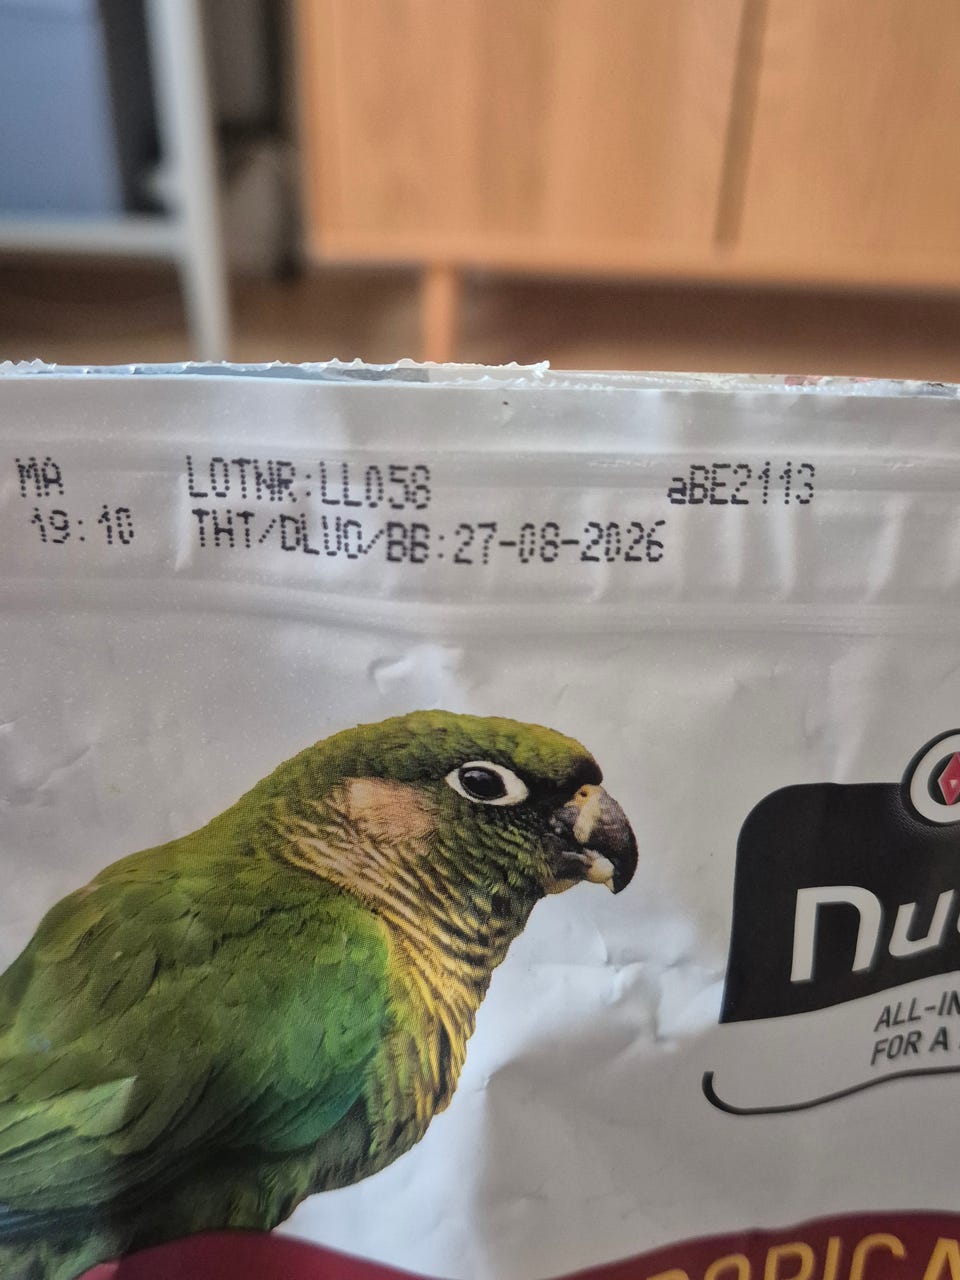 MA LOTNR:LL058 aBE2113
19:10 THT/DLUO/BB:27-08-2026
ALL-IN
FOR A